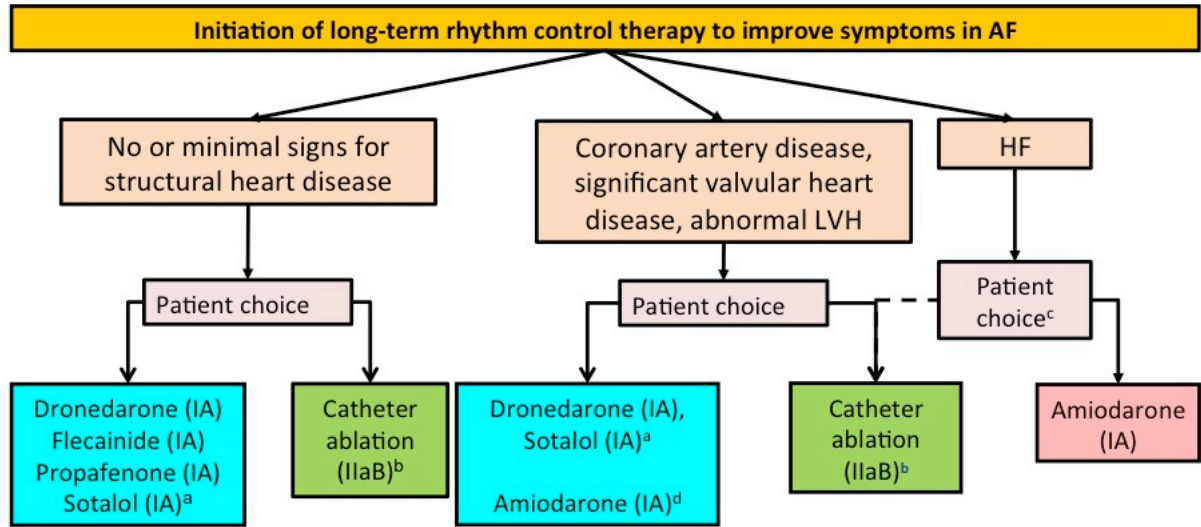 Initiation of long-term rhythm control therapy to improve symptoms in AF
No or minimal signs for
structural heart disease
Coronary artery disease,
significant valvular heart
disease, abnormal LVH
HF
Patient choice
Patient choice
Patient
choiceᶜ
Dronedarone (IA)
Flecainide (IA)
Propafenone (IA)
Sotalol (IA)ᵃ
Catheter
ablation
(IIaB)ᵇ
Dronedarone (IA),
Sotalol (IA)ᵃ
Amiodarone (IA)ᵈ
Catheter
ablation
(IIaB)ᵇ
Amiodarone
(IA)